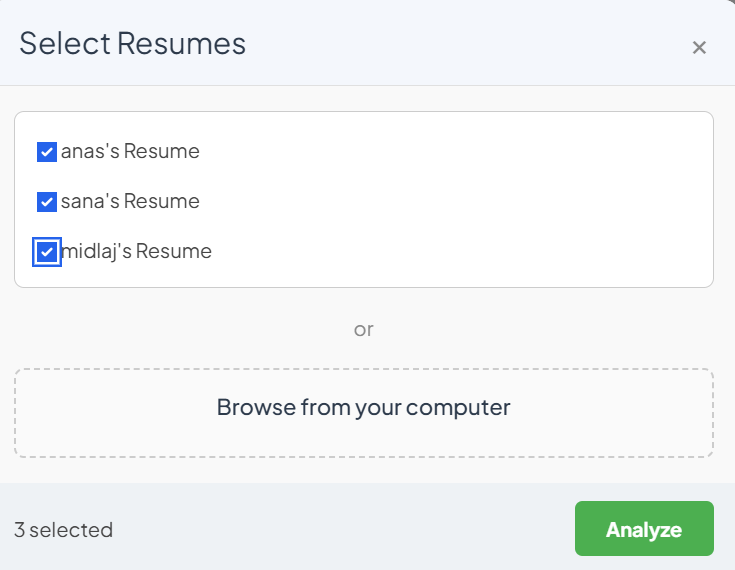 Select Resumes
×
anas's Resume
sana's Resume
midlaj's Resume
or
Browse from your computer
3 selected
Analyze